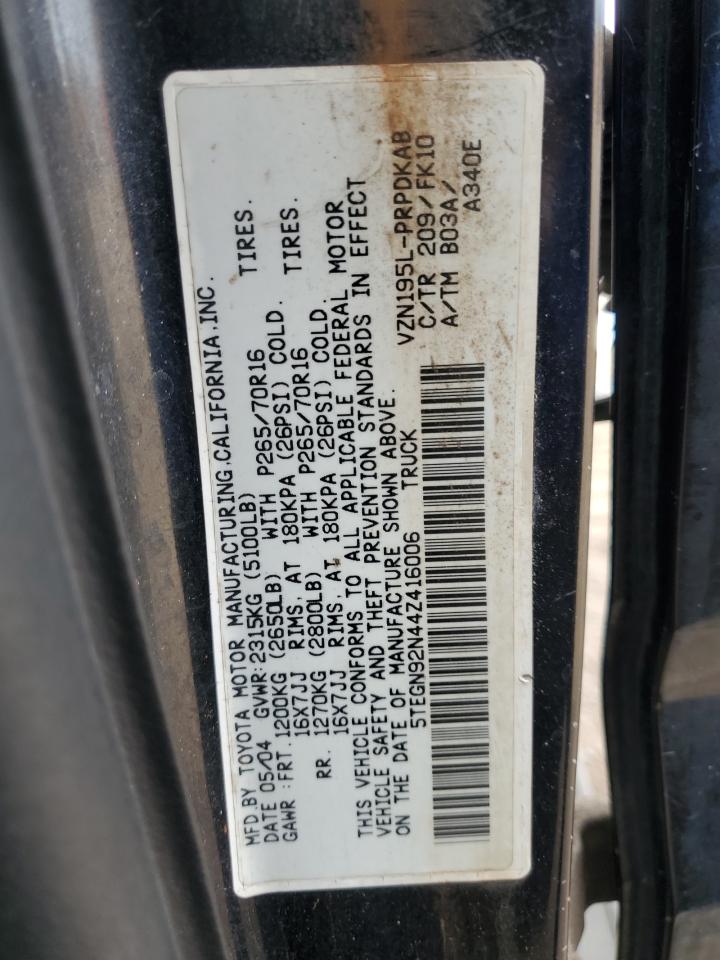 MFD.BY TOYOTA MOTOR MANUFACTURING,CALIFORNIA,INC.
DATE 05/04 GVWR:2315KG (5100LB)
GAWR :FRT.1200KG (2650LB) WITH P265/70R16 TIRES.
16X7JJ RIMS, AT 180KPA (26PSI) COLD.
RR. 1270KG (2800LB) WITH P265/70R16 TIRES.
16X7JJ RIMS, AT 180KPA (26PSI) COLD.
THIS VEHICLE CONFORMS TO ALL APPLICABLE FEDERAL MOTOR
VEHICLE SAFETY AND THEFT PREVENTION STANDARDS IN EFFECT
ON THE DATE OF MANUFACTURE SHOWN ABOVE.
5TEGN92N44Z416006 TRUCK
VZN195L-PRPDKAB
C/TR 209/FK10
A/TM B03A/
A340E